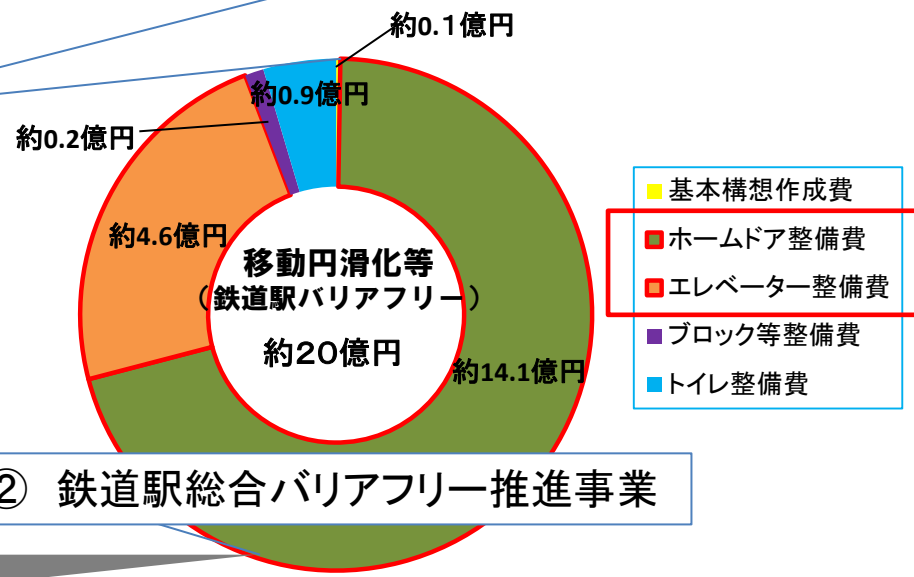 約0.1億円
約0.9億円
約0.2億円
約4.6億円
移動円滑化等
（鉄道駅バリアフリー）
約20億円
約14.1億円
基本構想作成費
ホームドア整備費
エレベーター整備費
ブロック等整備費
トイレ整備費
② 鉄道駅総合バリアフリー推進事業